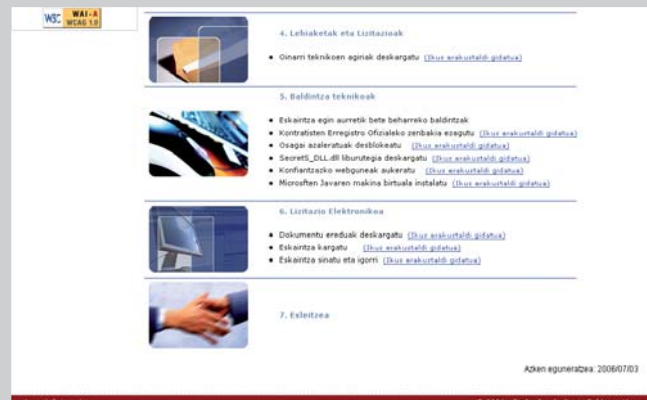 W3C WAI-A
WCAG 1.0
4. Lehiaketak eta Lizitazioak
Oinarri teknikoen agiriak deskargatu (Ikus erakustaldi gidatua)
5. Baldintza teknikoak
Eskaintza egin aurretik bete beharreko baldintzak
Kontratisten Erregistro Ofizialeko zenbakia ezagutu (Ikus erakustaldi gidatua)
Osagai azaleratuak desblokeatu (Ikus erakustaldi gidatua)
SecretS_DLL.dll liburutegia deskargatu (Ikus erakustaldi gidatua)
Konfiantzazko webguneak aukeratu (Ikus erakustaldi gidatua)
Microsften Javaren makina birtuala instalatu (Ikus erakustaldi gidatua)
6. Lizitazio Elektronikoa
Dokumentu ereduak deskargatu (Ikus erakustaldi gidatua)
Eskaintza kargatu (Ikus erakustaldi gidatua)
Eskaintza sinatu eta igorri (Ikus erakustaldi gidatua)
7. Esleitzea
Azken eguneratzea: 2006/07/03